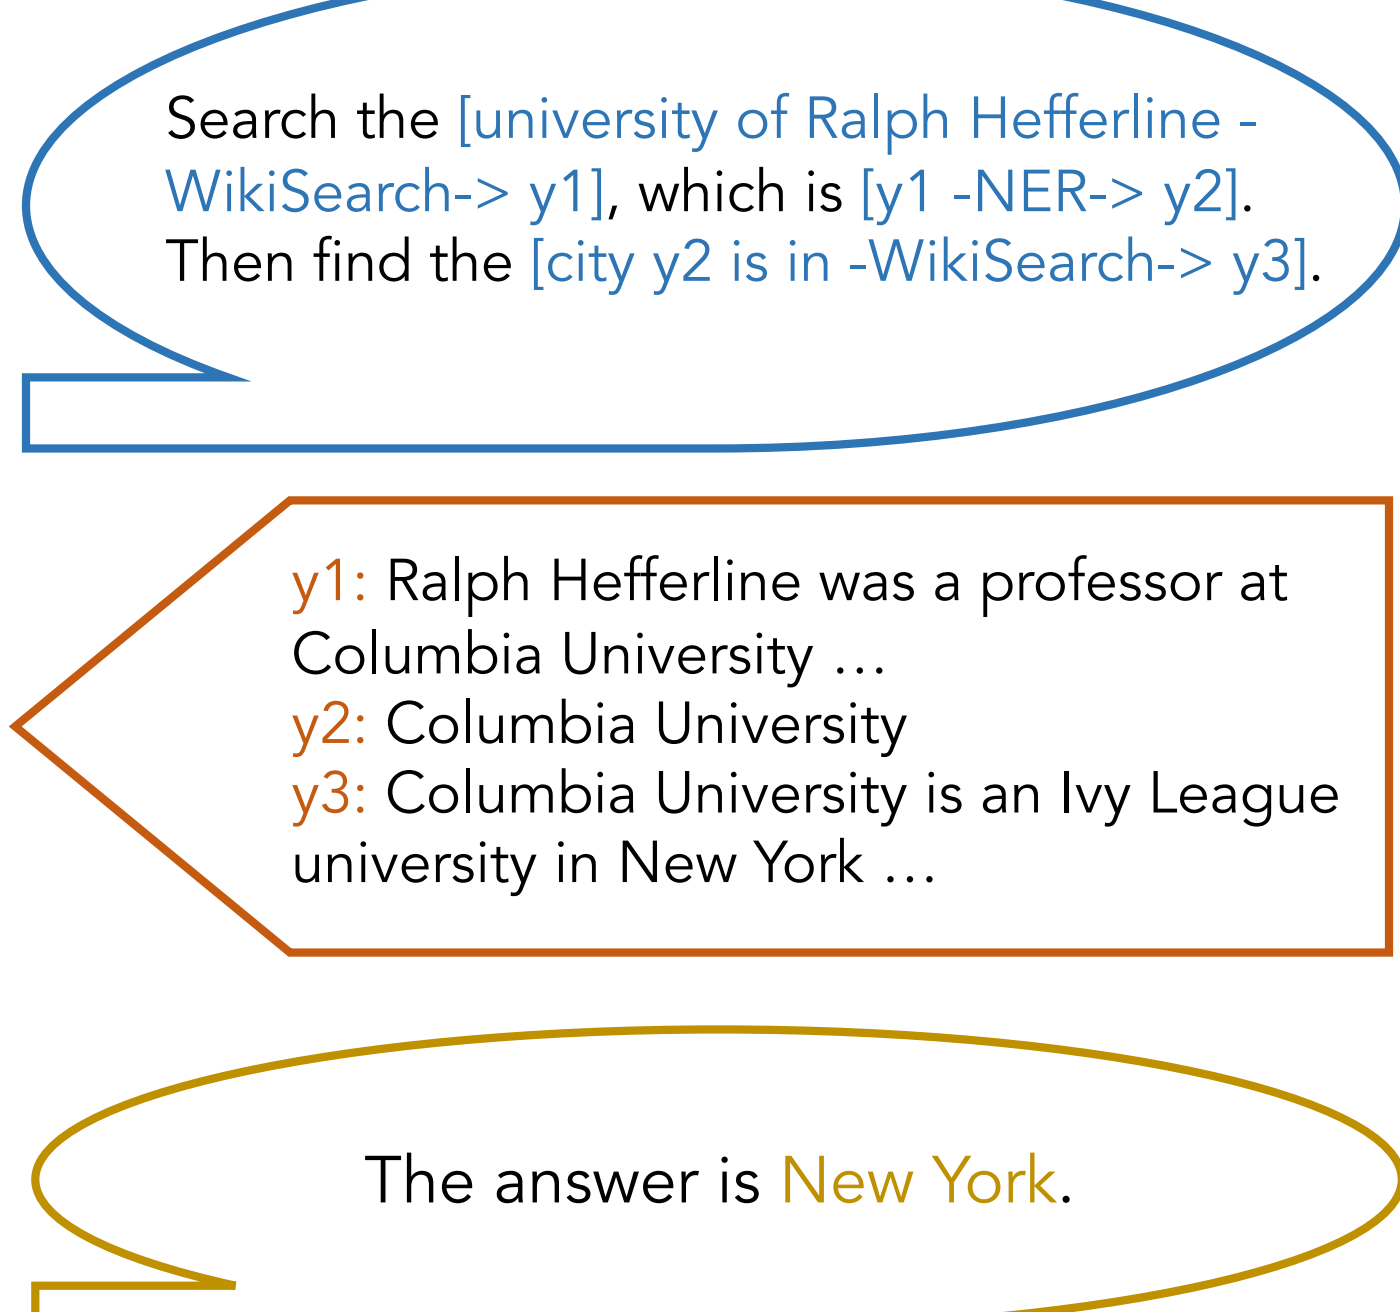 Search the [university of Ralph Hefferline -
WikiSearch-> y1], which is [y1 -NER-> y2].
Then find the [city y2 is in -WikiSearch-> y3].
y1: Ralph Hefferline was a professor at
Columbia University …
y2: Columbia University
y3: Columbia University is an Ivy League
university in New York …
The answer is New York.